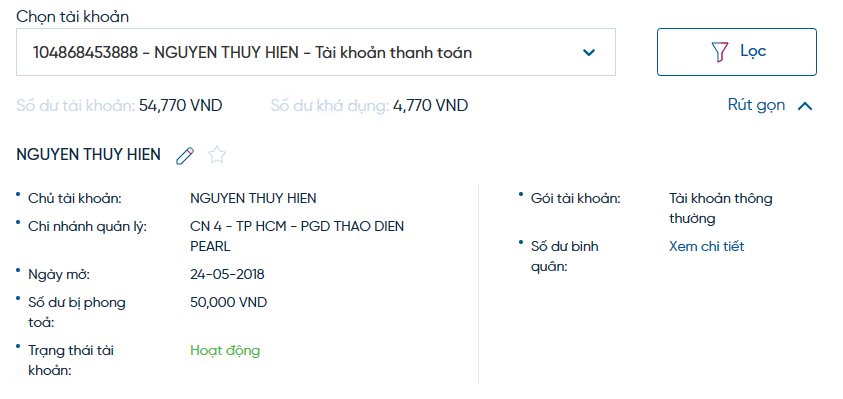 Chọn tài khoản
104868453888 - NGUYEN THUY HIEN - Tài khoản thanh toán
Lọc
Số dư tài khoản: 54,770 VND
Số dư khả dụng: 4,770 VND
Rút gọn
NGUYEN THUY HIEN
Chủ tài khoản: NGUYEN THUY HIEN
Chi nhánh quản lý: CN 4 - TP HCM - PGD THAO DIEN
PEARL
Ngày mở: 24-05-2018
Số dư bị phong
toả: 50,000 VND
Trạng thái tài
khoản: Hoạt động
Gói tài khoản: Tài khoản thông
thường
Số dư bình
quân: Xem chi tiết